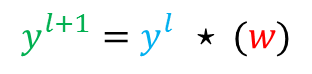 y^{l+1} = y^l ⋆ (w)